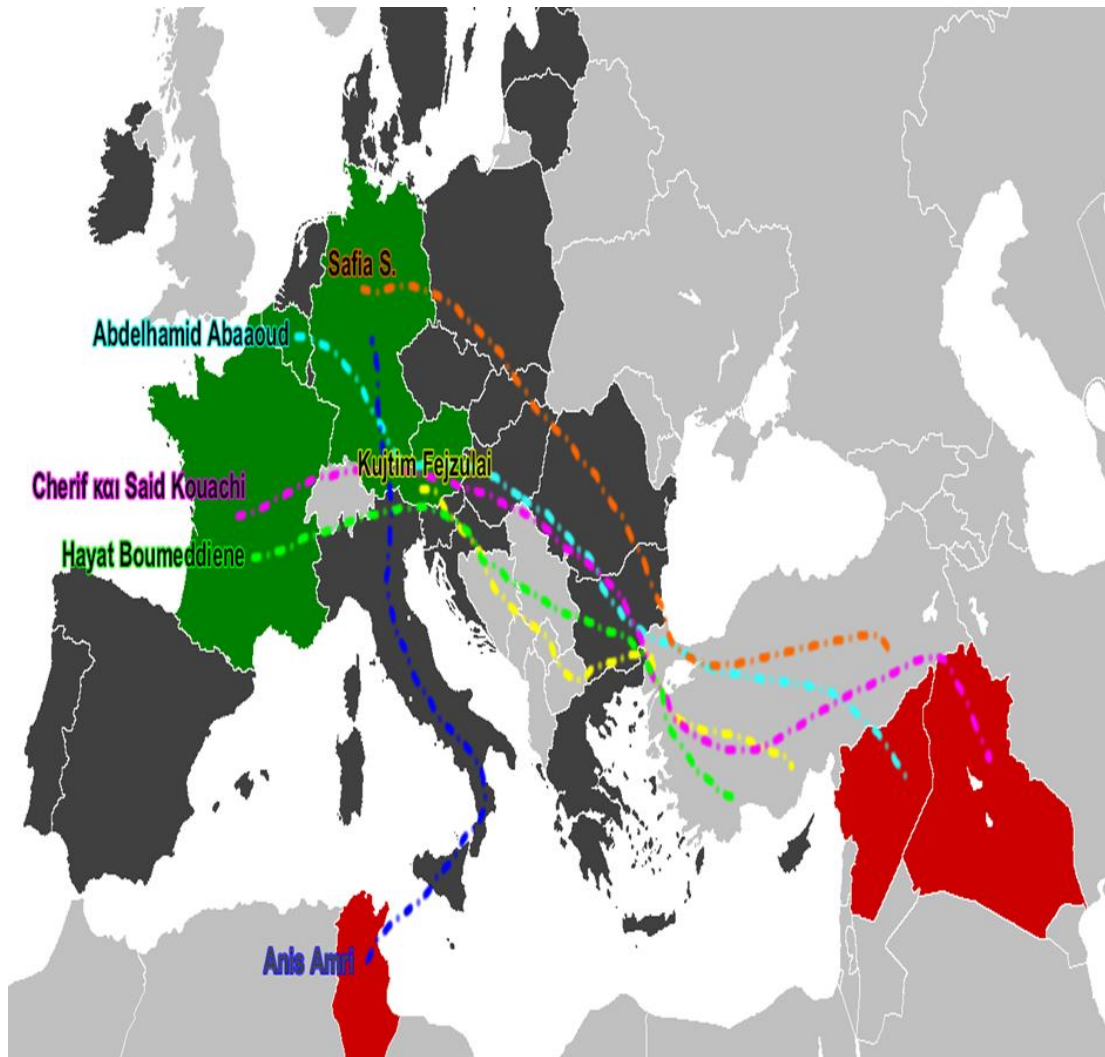 Safia S.
Abdelhamid Abaaoud
Kujtim Fejzulai
Cherif και Said Kouachi
Hayat Boumeddiene
Anis Amri